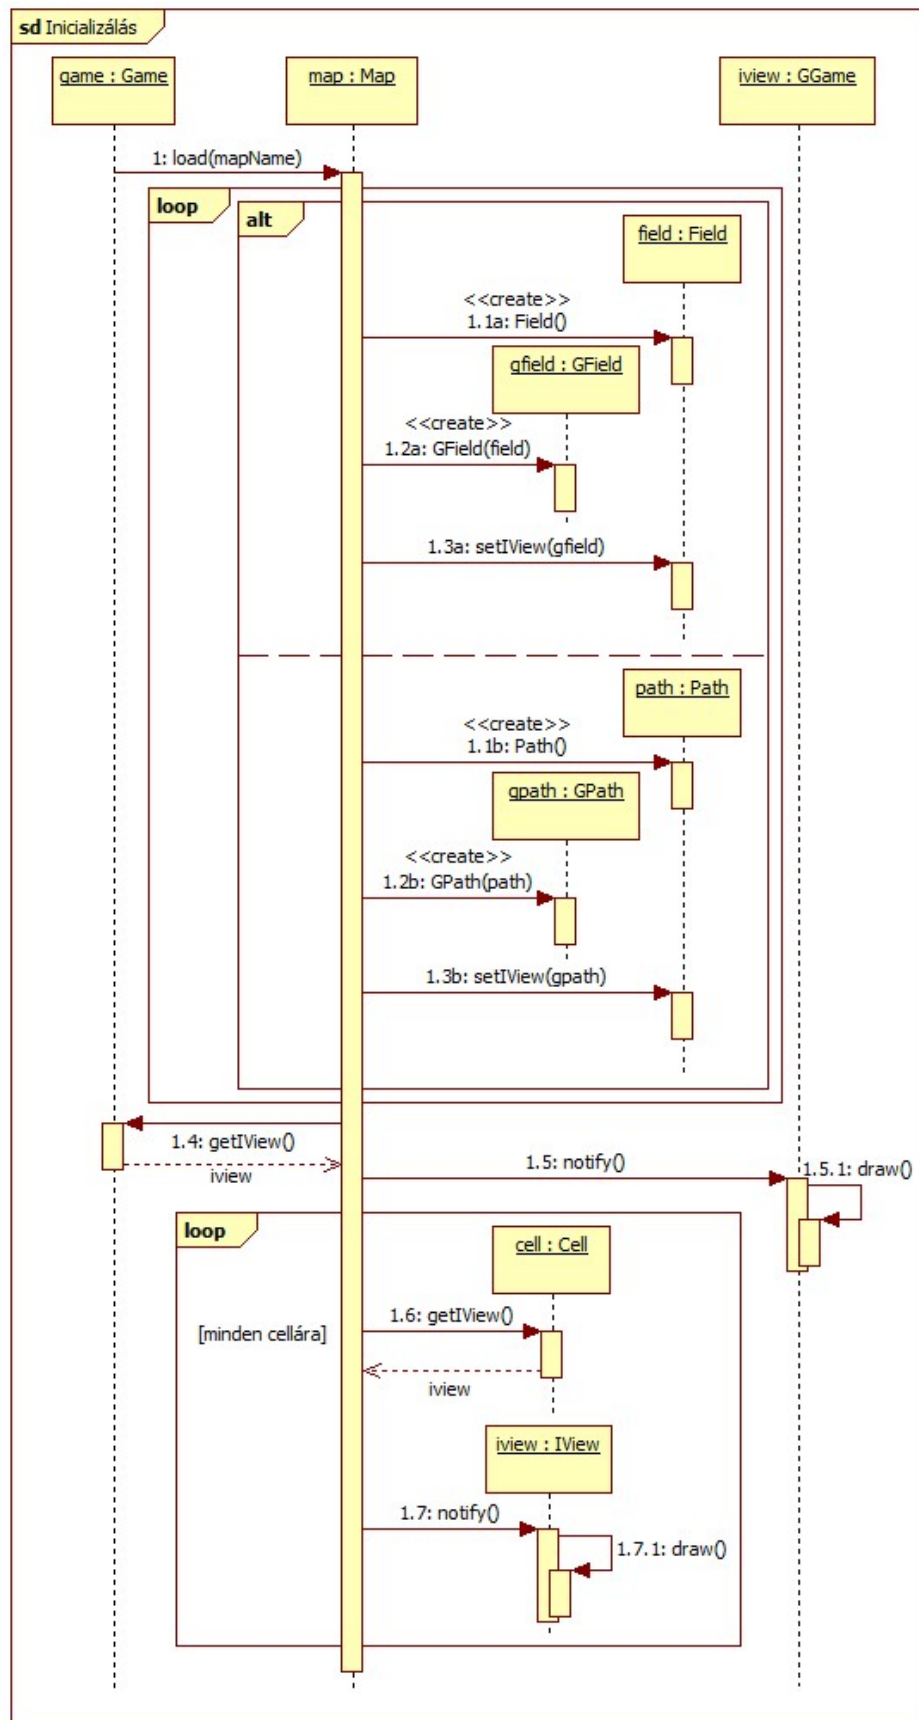 sd Inicializálás
game : Game
map : Map
iview : GGame
1: load(mapName)
loop
alt
field : Field
<<create>>
1.1a: Field()
gfield : GField
<<create>>
1.2a: GField(field)
1.3a: setIView(gfield)
path : Path
<<create>>
1.1b: Path()
gpath : GPath
<<create>>
1.2b: GPath(path)
1.3b: setIView(gpath)
1.4: getIView()
iview
1.5: notify()
1.5.1: draw()
loop
cell : Cell
[minden cellára]
1.6: getIView()
iview
iview : IView
1.7: notify()
1.7.1: draw()